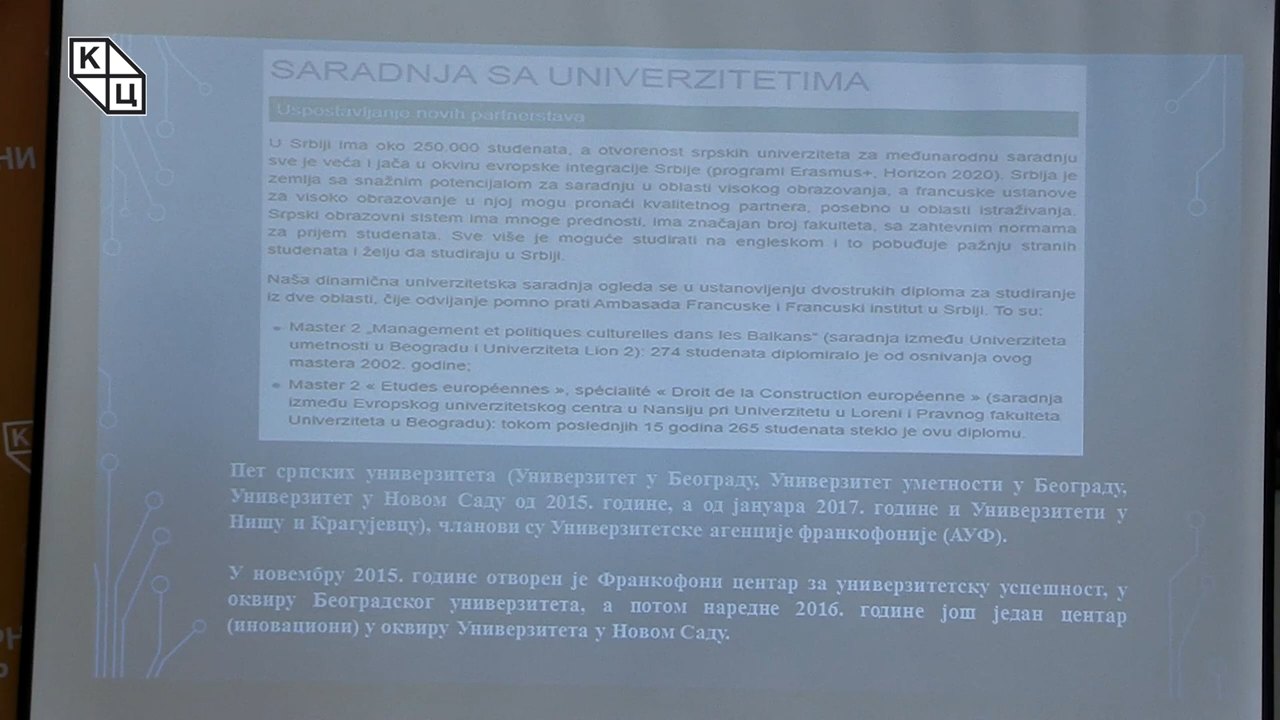 К
Ц
НИ
SARADNJA SA UNIVERZITETIMA
Uspostavljanje novih partnerstava
U Srbiji ima oko 250 000 studenata, a otvorenost srpskih univerziteta za međunarodnu saradnju
sve je veća i jača u okviru evropske integracije Srbije (programi Erasmus+, Horizon 2020). Srbija je
zemlja sa snažnim potencijalom za saradnju u oblasti visokog obrazovanja, a francuske ustanove
za visoko obrazovanje u njoj mogu pronaći kvalitetnog partnera, posebno u oblasti istraživanja.
Srpski obrazovni sistem ima mnoge prednosti, ima značajan broj fakulteta, sa zahtevnim normama
za prijem studenata. Sve više je moguće studirati na engleskom i to pobuđuje pažnju stranih
studenata i želju da studiraju u Srbiji.
Naša dinamična univerzitetska saradnja ogleda se u ustanovljenju dvostrukih diploma za studiranje
iz dve oblasti, čije odvijanje pomno prati Ambasada Francuske i Francuski institut u Srbiji. To su:
• Master 2 „Management et politiques culturelles dans les Balkans“ (saradnja između Univerziteta
umetnosti u Beogradu i Univerziteta Lion 2): 274 studenata diplomiralo je od osnivanja ovog
mastera 2002. godine;
• Master 2 « Etudes européennes », spécialité « Droit de la Construction européenne » (saradnja
između Evropskog univerzitetskog centra u Nansiju pri Univerzitetu u Loreni i Pravnog fakulteta
Univerziteta u Beogradu): tokom poslednjih 15 godina 265 studenata steklo je ovu diplomu.
К
Пет српских универзитета (Универзитет у Београду, Универзитет уметности у Београду,
Универзитет у Новом Саду од 2015. године, а од јануара 2017. године и Универзитети у
Нишу и Крагујевцу), чланови су Универзитетске агенције франкофоније (АУФ).
У новембру 2015. године отворен је Франкофони центар за универзитетску успешност, у
оквиру Београдског универзитета, а потом наредне 2016. године још један центар
(иновациони) у оквиру Универзитета у Новом Саду.